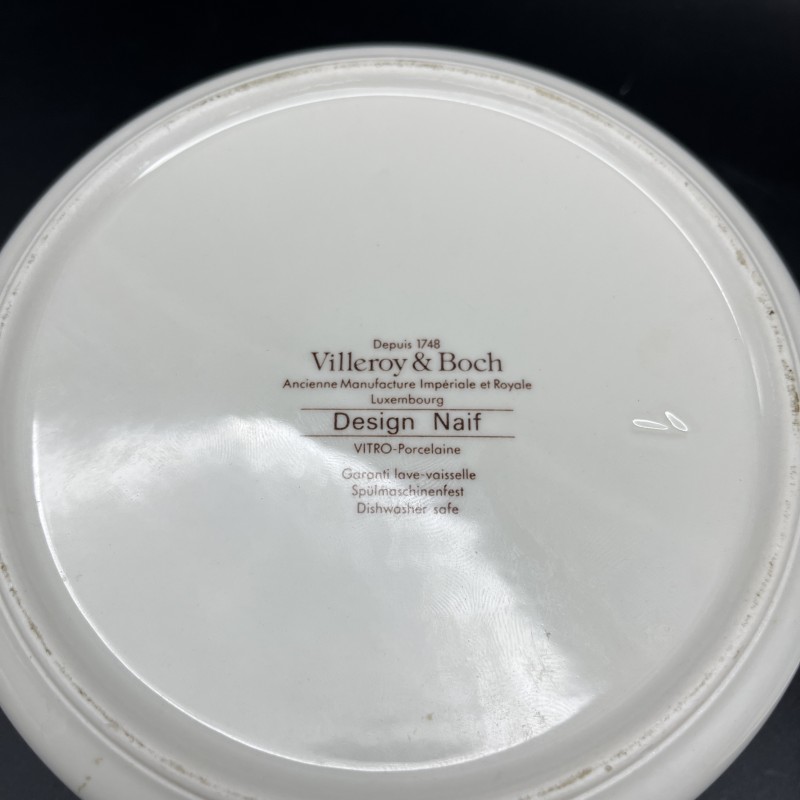 Depuis 1748
Villeroy & Boch
Ancienne Manufacture Impériale et Royale
Luxembourg
Design Naif
VITRO-Porcelaine
Garanti lave-vaisselle
Spülmaschinenfest
Dishwasher safe